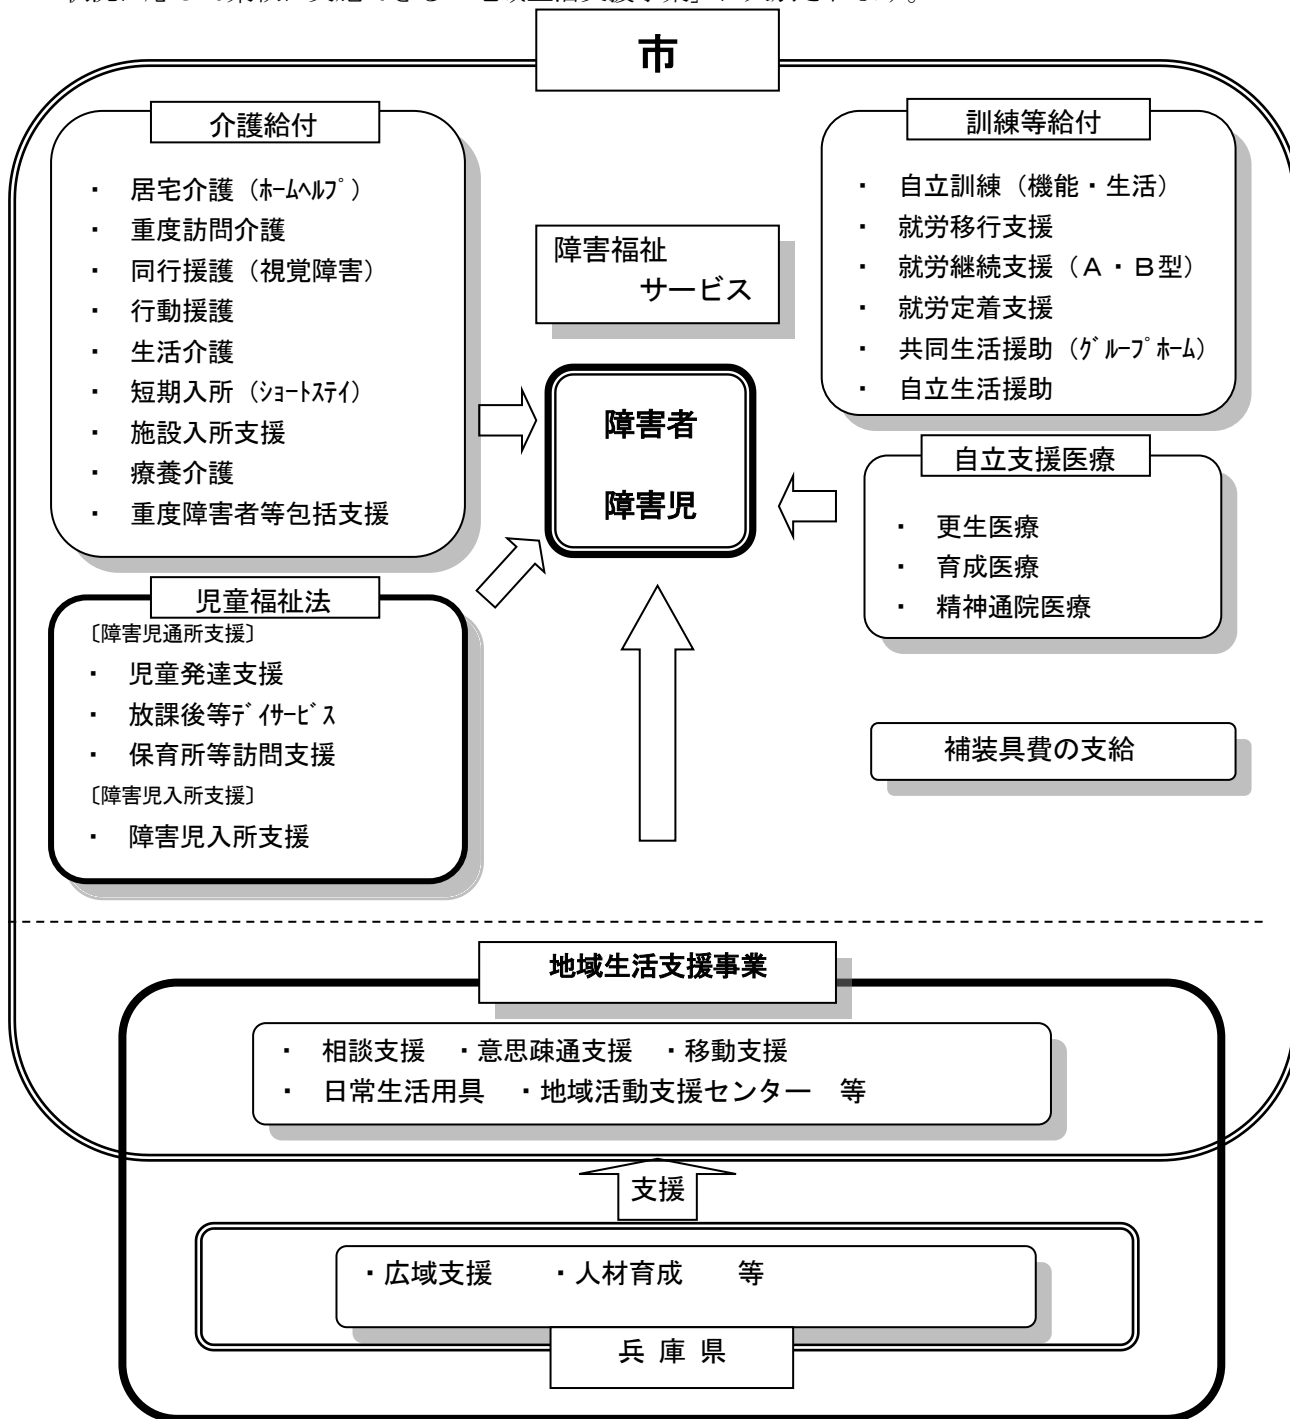 市
介護給付
・ 居宅介護（ﾎｰﾑﾍﾙﾌﾟ）
・ 重度訪問介護
・ 同行援護（視覚障害）
・ 行動援護
・ 生活介護
・ 短期入所（ｼｮｰﾄｽﾃｲ）
・ 施設入所支援
・ 療養介護
・ 重度障害者等包括支援
障害福祉
サービス
訓練等給付
・ 自立訓練（機能・生活）
・ 就労移行支援
・ 就労継続支援（Ａ・Ｂ型）
・ 就労定着支援
・ 共同生活援助（ｸﾞﾙｰﾌﾟﾎｰﾑ）
・ 自立生活援助
障害者
障害児
自立支援医療
・ 更生医療
・ 育成医療
・ 精神通院医療
児童福祉法
〔障害児通所支援〕
・ 児童発達支援
・ 放課後等ﾃﾞｲｻｰﾋﾞｽ
・ 保育所等訪問支援
〔障害児入所支援〕
・ 障害児入所支援
補装具費の支給
地域生活支援事業
・ 相談支援 ・意思疎通支援 ・移動支援
・ 日常生活用具 ・地域活動支援センター 等
支援
・広域支援 ・人材育成 等
兵 庫 県